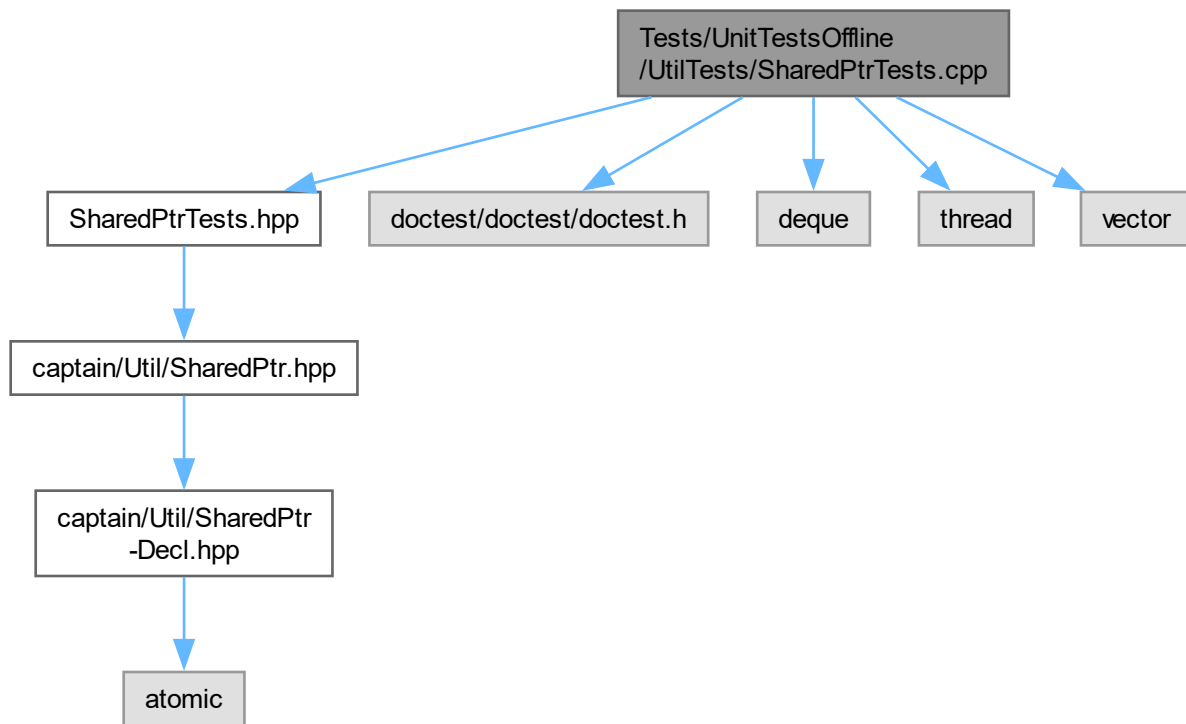 Tests/UnitTestsOffline
/UtilTests/SharedPtrTests.cpp
SharedPtrTests.hpp
doctest/doctest/doctest.h
deque
thread
vector
captain/Util/SharedPtr.hpp
captain/Util/SharedPtr
-Decl.hpp
atomic